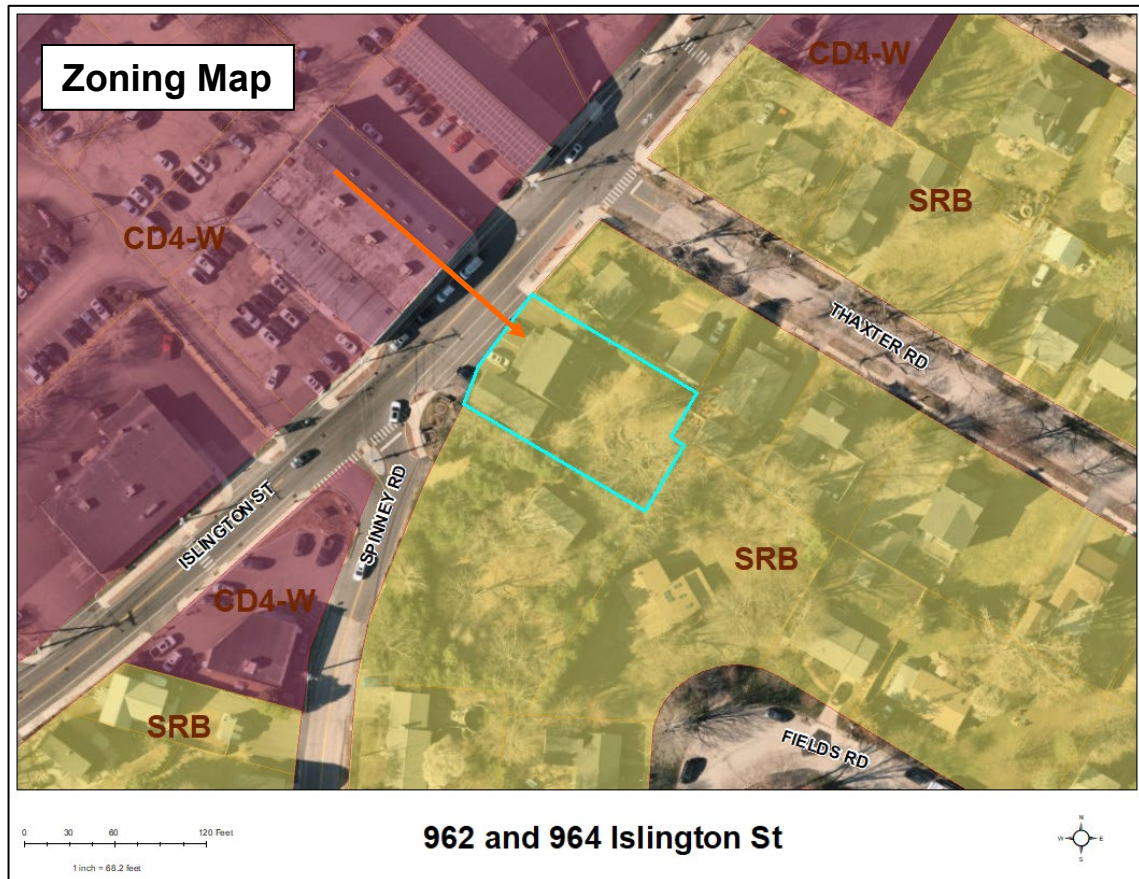 Zoning Map
CD4-W
SRB
CD4-W
THAXTER RD
ISLINGTON ST
SPINNEY RD
SRB
CD4-W
SRB
FIELDS RD
0 30 60 120 Feet
1 inch = 68.2 feet
962 and 964 Islington St
N
W E
S